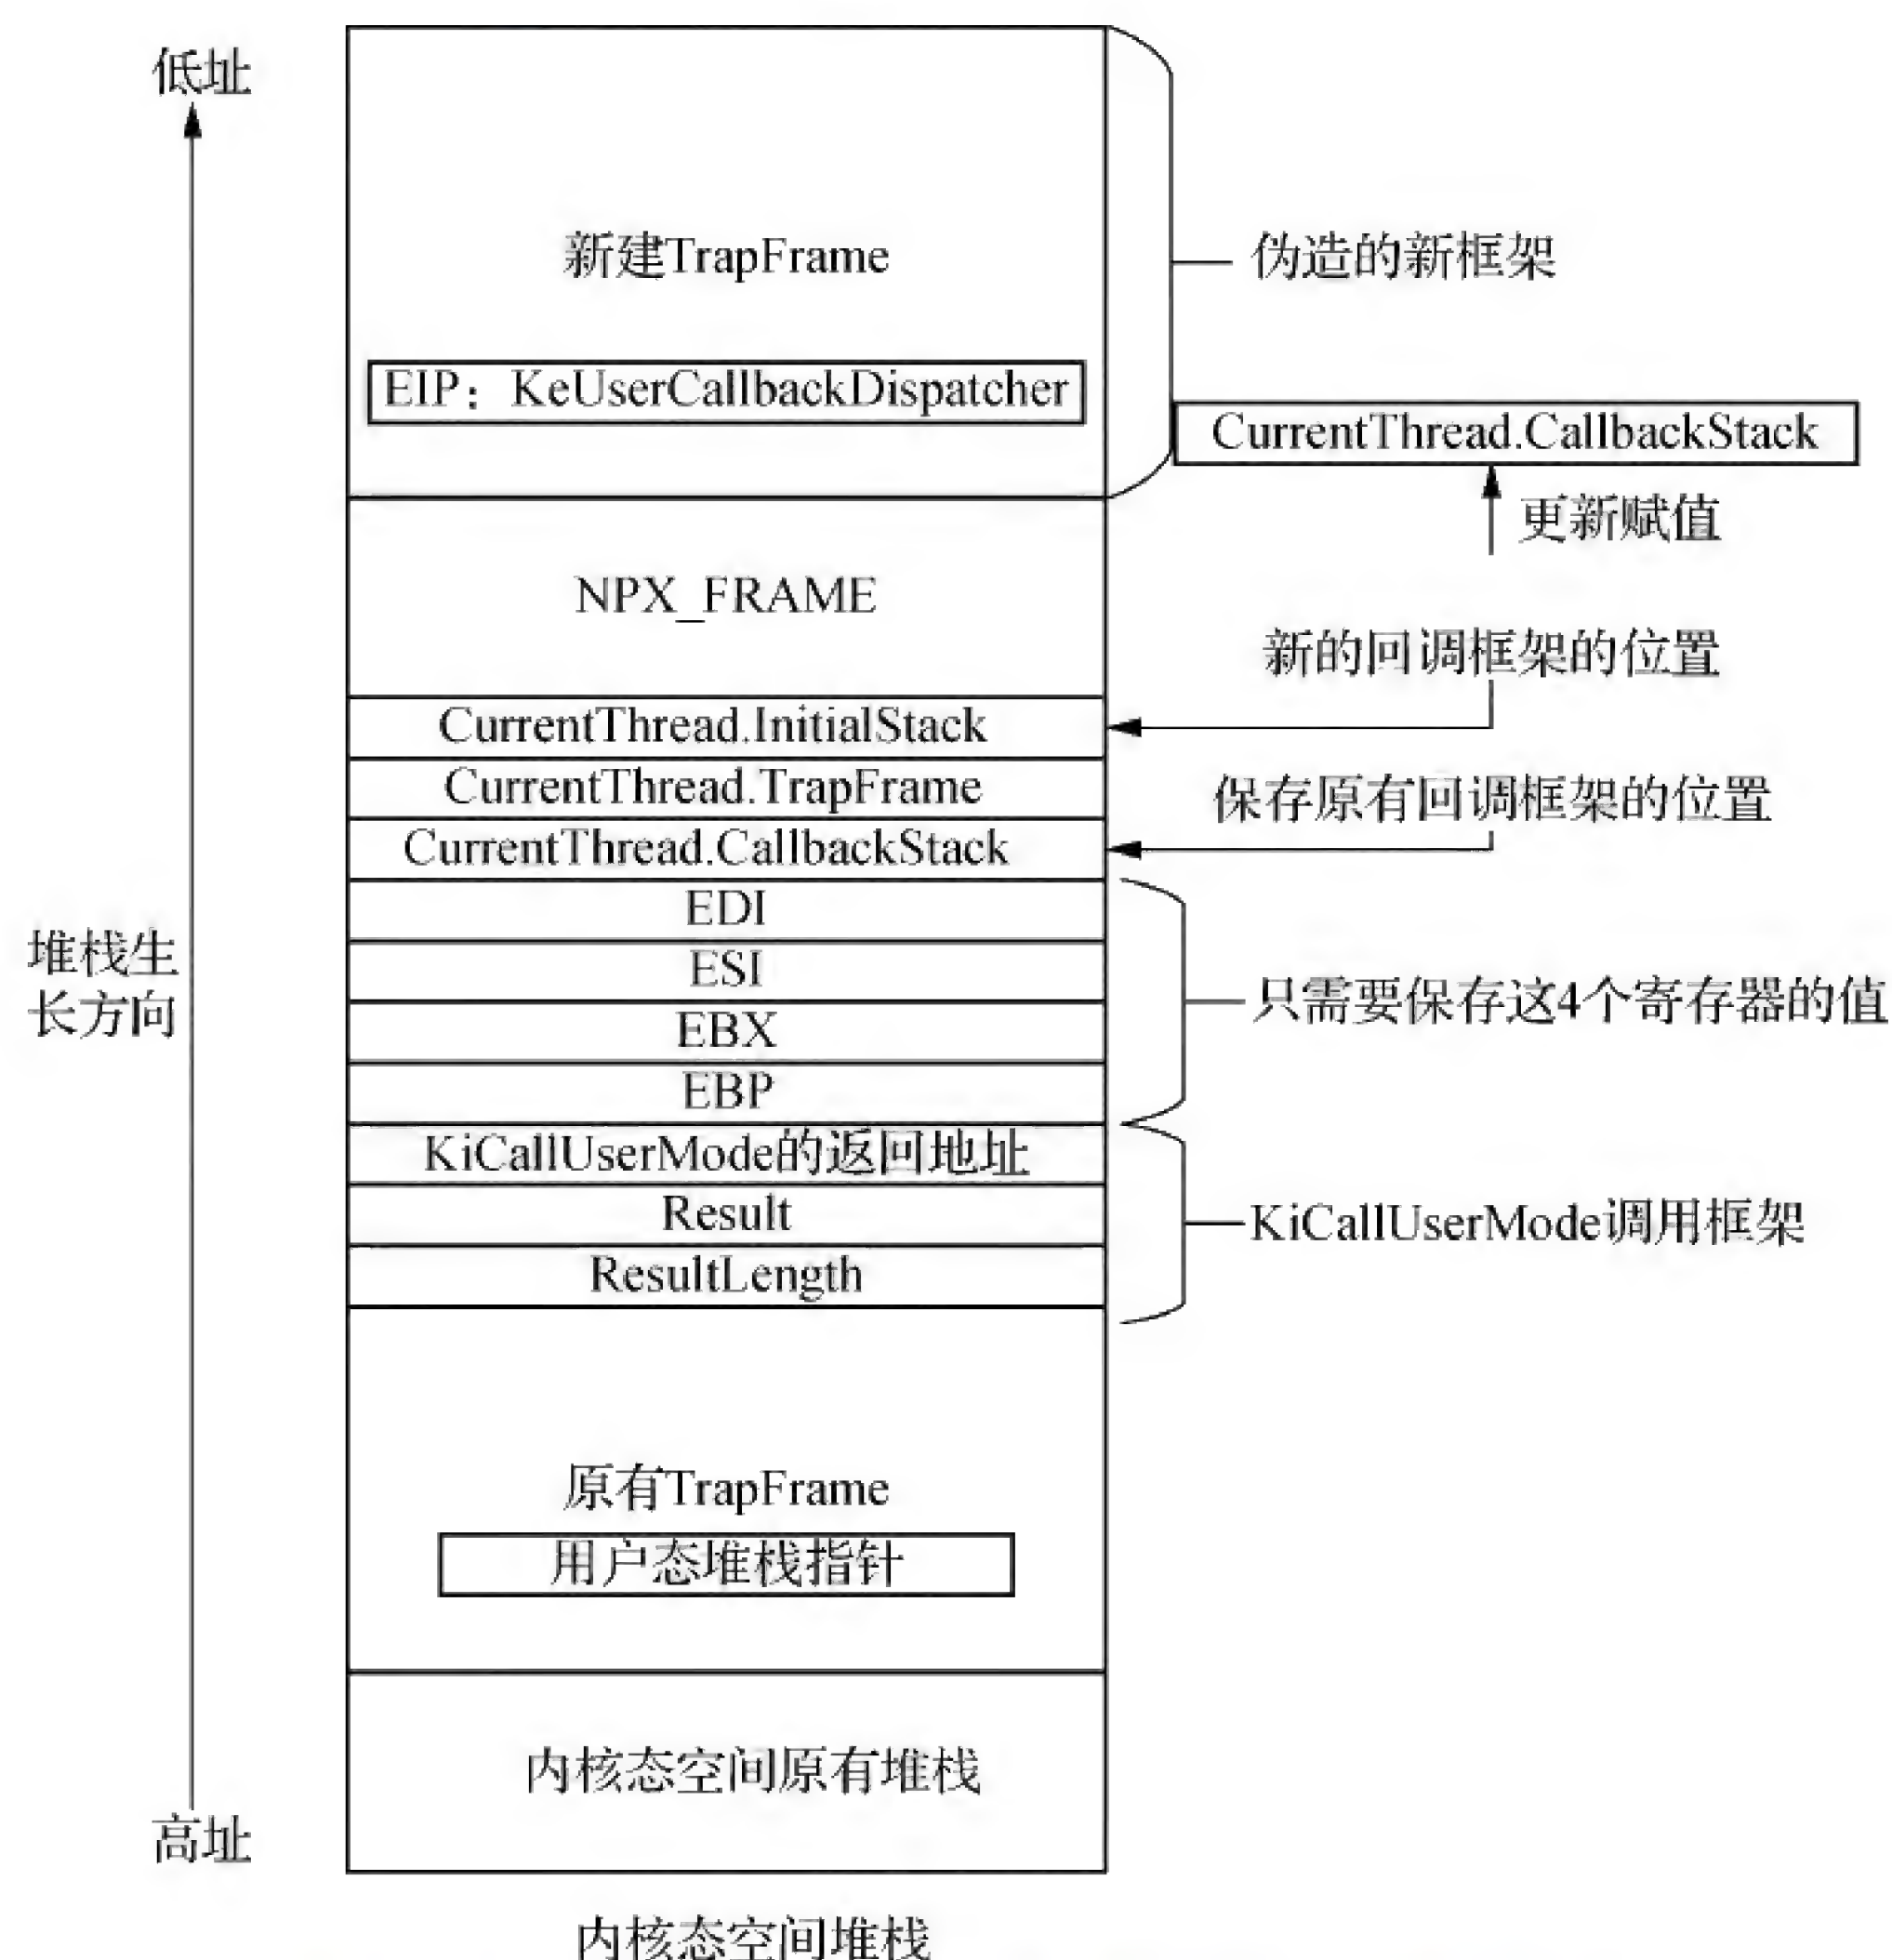 低址
新建TrapFrame
伪造的新框架
EIP：KeUserCallbackDispatcher
CurrentThread.CallbackStack
更新赋值
NPX_FRAME
新的回调框架的位置
CurrentThread.InitialStack
CurrentThread.TrapFrame
保存原有回调框架的位置
CurrentThread.CallbackStack
EDI
堆栈生
长方向
ESI
只需要保存这4个寄存器的值
EBX
EBP
KiCallUserMode的返回地址
Result
KiCallUserMode调用框架
ResultLength
原有TrapFrame
用户态堆栈指针
内核态空间原有堆栈
高址
内核态空间堆栈